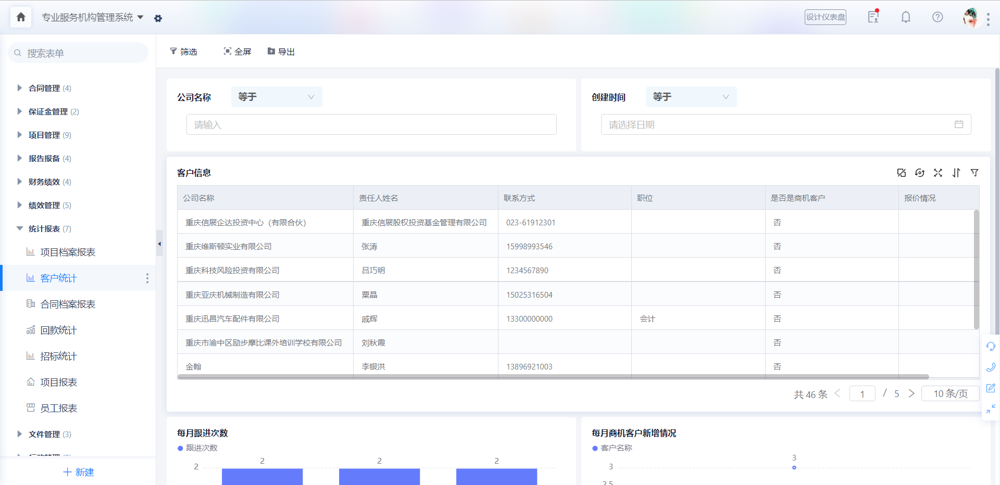 专业服务机构管理系统
设计仪表盘
搜索表单
筛选
全屏
导出
合同管理 (4)
保证金管理 (2)
项目管理 (9)
报告报备 (4)
财务绩效 (4)
绩效管理 (5)
统计报表 (7)
项目档案报表
客户统计
合同档案报表
回款统计
招标统计
项目报表
员工报表
文件管理 (3)
新建
公司名称
等于
请输入
创建时间
等于
请选择日期
客户信息
公司名称 责任人姓名 联系方式 职位 是否是商机客户 报价情况
重庆信展企达投资中心（有限合伙） 重庆信展股权投资基金管理有限公司 023-61912301 否
重庆维斯顿实业有限公司 张涛 15998993546 否
重庆科技风险投资有限公司 吕巧明 1234567890 否
重庆亚庆机械制造有限公司 粟晶 15025316504 否
重庆迅昌汽车配件有限公司 戚辉 13300000000 会计 否
重庆市渝中区励步摩比课外培训学校有限公司 刘秋霞 否
金翰 李银洪 13896921003 否
共 46 条 1 / 5 10 条/页
每月跟进次数
跟进次数
2 2 2
2
每月商机客户新增情况
客户名称
3
3
2.5